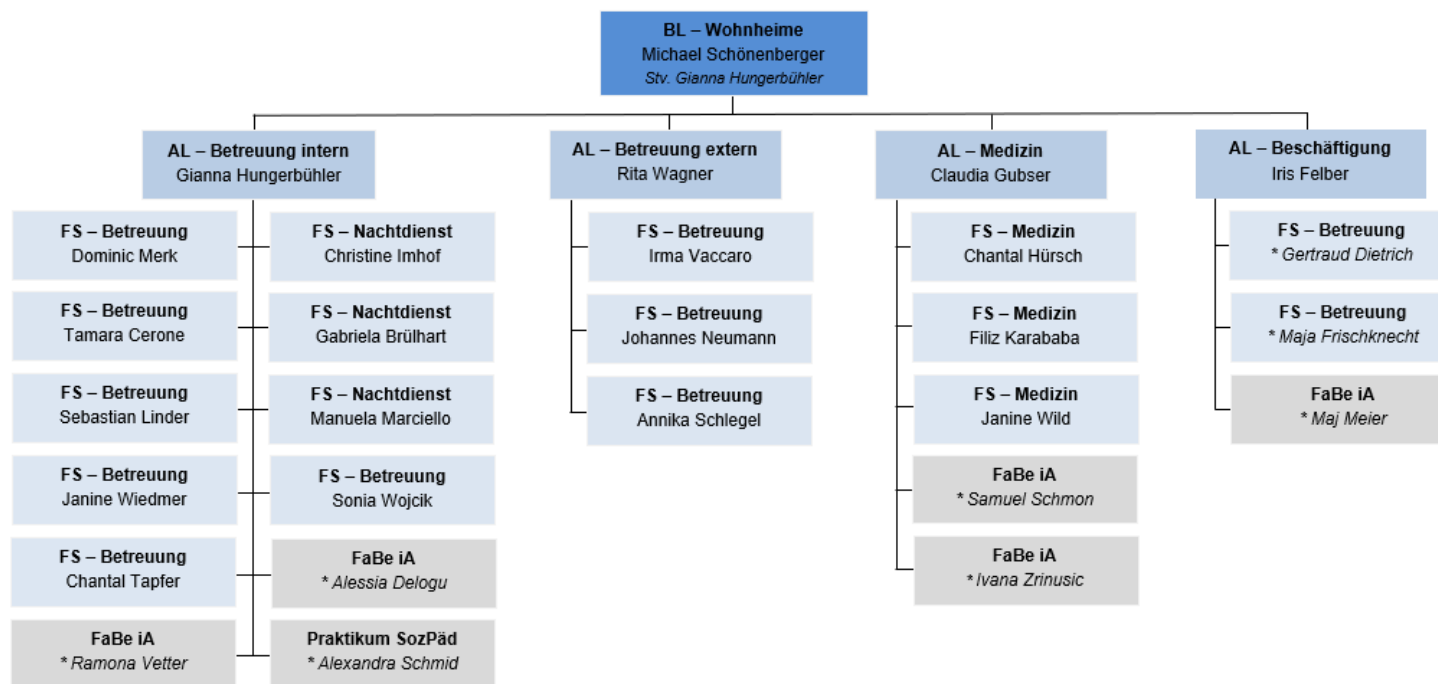 BL – Wohnheime
Michael Schönenberger
Stv. Gianna Hungerbühler
AL – Betreuung intern
Gianna Hungerbühler
AL – Betreuung extern
Rita Wagner
AL – Medizin
Claudia Gubser
AL – Beschäftigung
Iris Felber
FS – Betreuung
Dominic Merk
FS – Nachtdienst
Christine Imhof
FS – Betreuung
Tamara Cerone
FS – Nachtdienst
Gabriela Brülhart
FS – Betreuung
Sebastian Linder
FS – Nachtdienst
Manuela Marciello
FS – Betreuung
Janine Wiedmer
FS – Betreuung
Sonia Wojcik
FS – Betreuung
Chantal Tapfer
FaBe iA
* Alessia Delogu
FaBe iA
* Ramona Vetter
Praktikum SozPäd
* Alexandra Schmid
FS – Betreuung
Irma Vaccaro
FS – Betreuung
Johannes Neumann
FS – Betreuung
Annika Schlegel
FS – Medizin
Chantal Hürsch
FS – Medizin
Filiz Karababa
FS – Medizin
Janine Wild
FaBe iA
* Samuel Schmon
FaBe iA
* Ivana Zrinusic
FS – Betreuung
* Gertraud Dietrich
FS – Betreuung
* Maja Frischknecht
FaBe iA
* Maj Meier